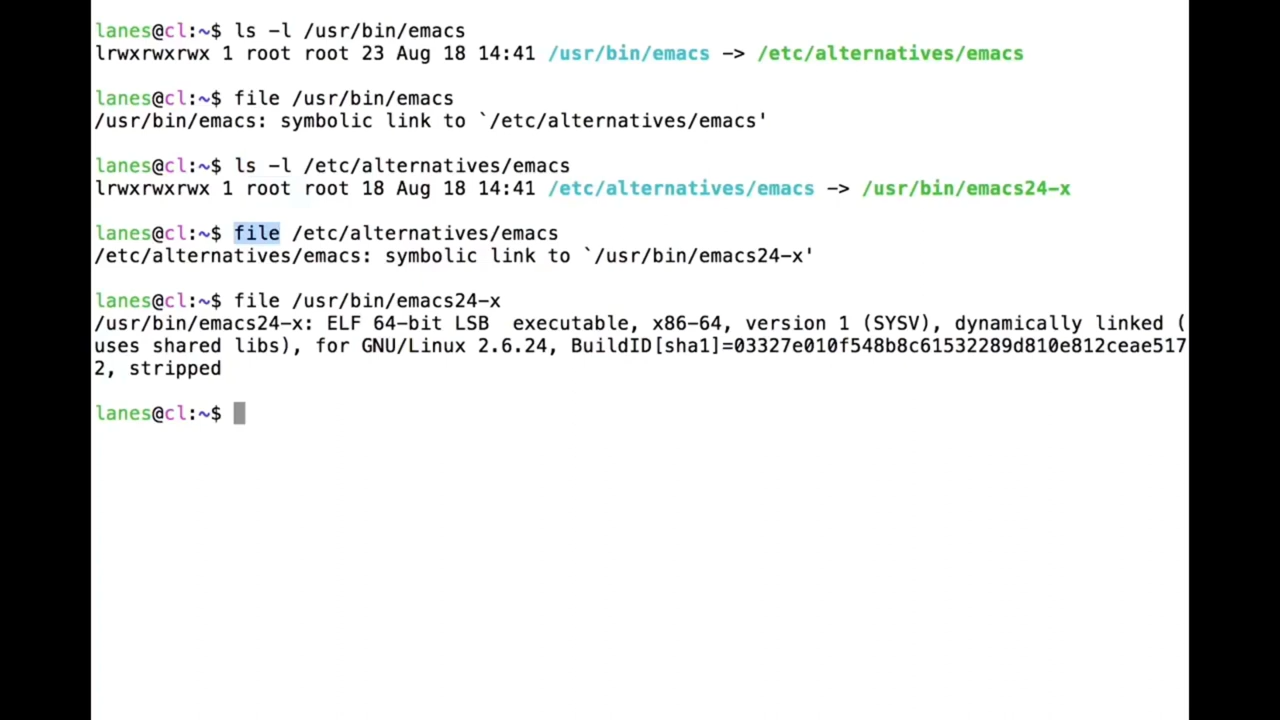 lanes@cl:~$ ls -l /usr/bin/emacs
lrwxrwxrwx 1 root root 23 Aug 18 14:41 /usr/bin/emacs -> /etc/alternatives/emacs
lanes@cl:~$ file /usr/bin/emacs
/usr/bin/emacs: symbolic link to `/etc/alternatives/emacs'
lanes@cl:~$ ls -l /etc/alternatives/emacs
lrwxrwxrwx 1 root root 18 Aug 18 14:41 /etc/alternatives/emacs -> /usr/bin/emacs24-x
lanes@cl:~$ file /etc/alternatives/emacs
/etc/alternatives/emacs: symbolic link to `/usr/bin/emacs24-x'
lanes@cl:~$ file /usr/bin/emacs24-x
/usr/bin/emacs24-x: ELF 64-bit LSB  executable, x86-64, version 1 (SYSV), dynamically linked (
uses shared libs), for GNU/Linux 2.6.24, BuildID[sha1]=03327e010f548b8c61532289d810e812ceae517
2, stripped
lanes@cl:~$